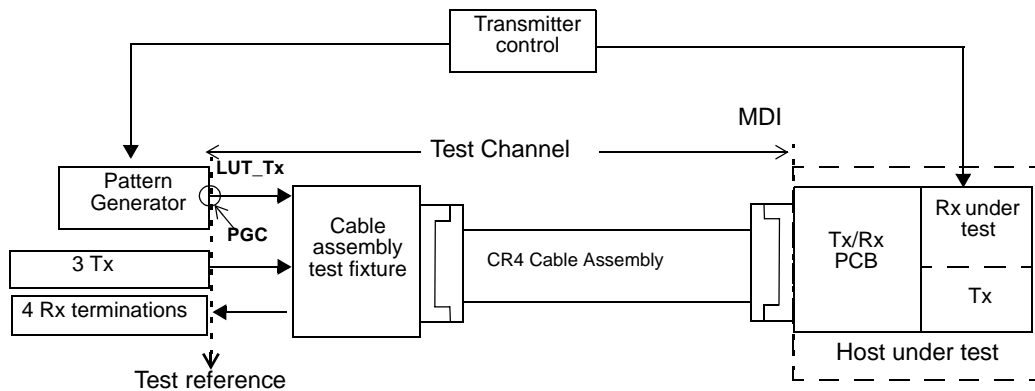 Transmitter
control
MDI
Test Channel
LUT_Tx
Pattern
Generator
PGC
Cable
assembly
test fixture
CR4 Cable Assembly
Tx/Rx
PCB
Rx under
test
Tx
3 Tx
4 Rx terminations
Host under test
Test reference